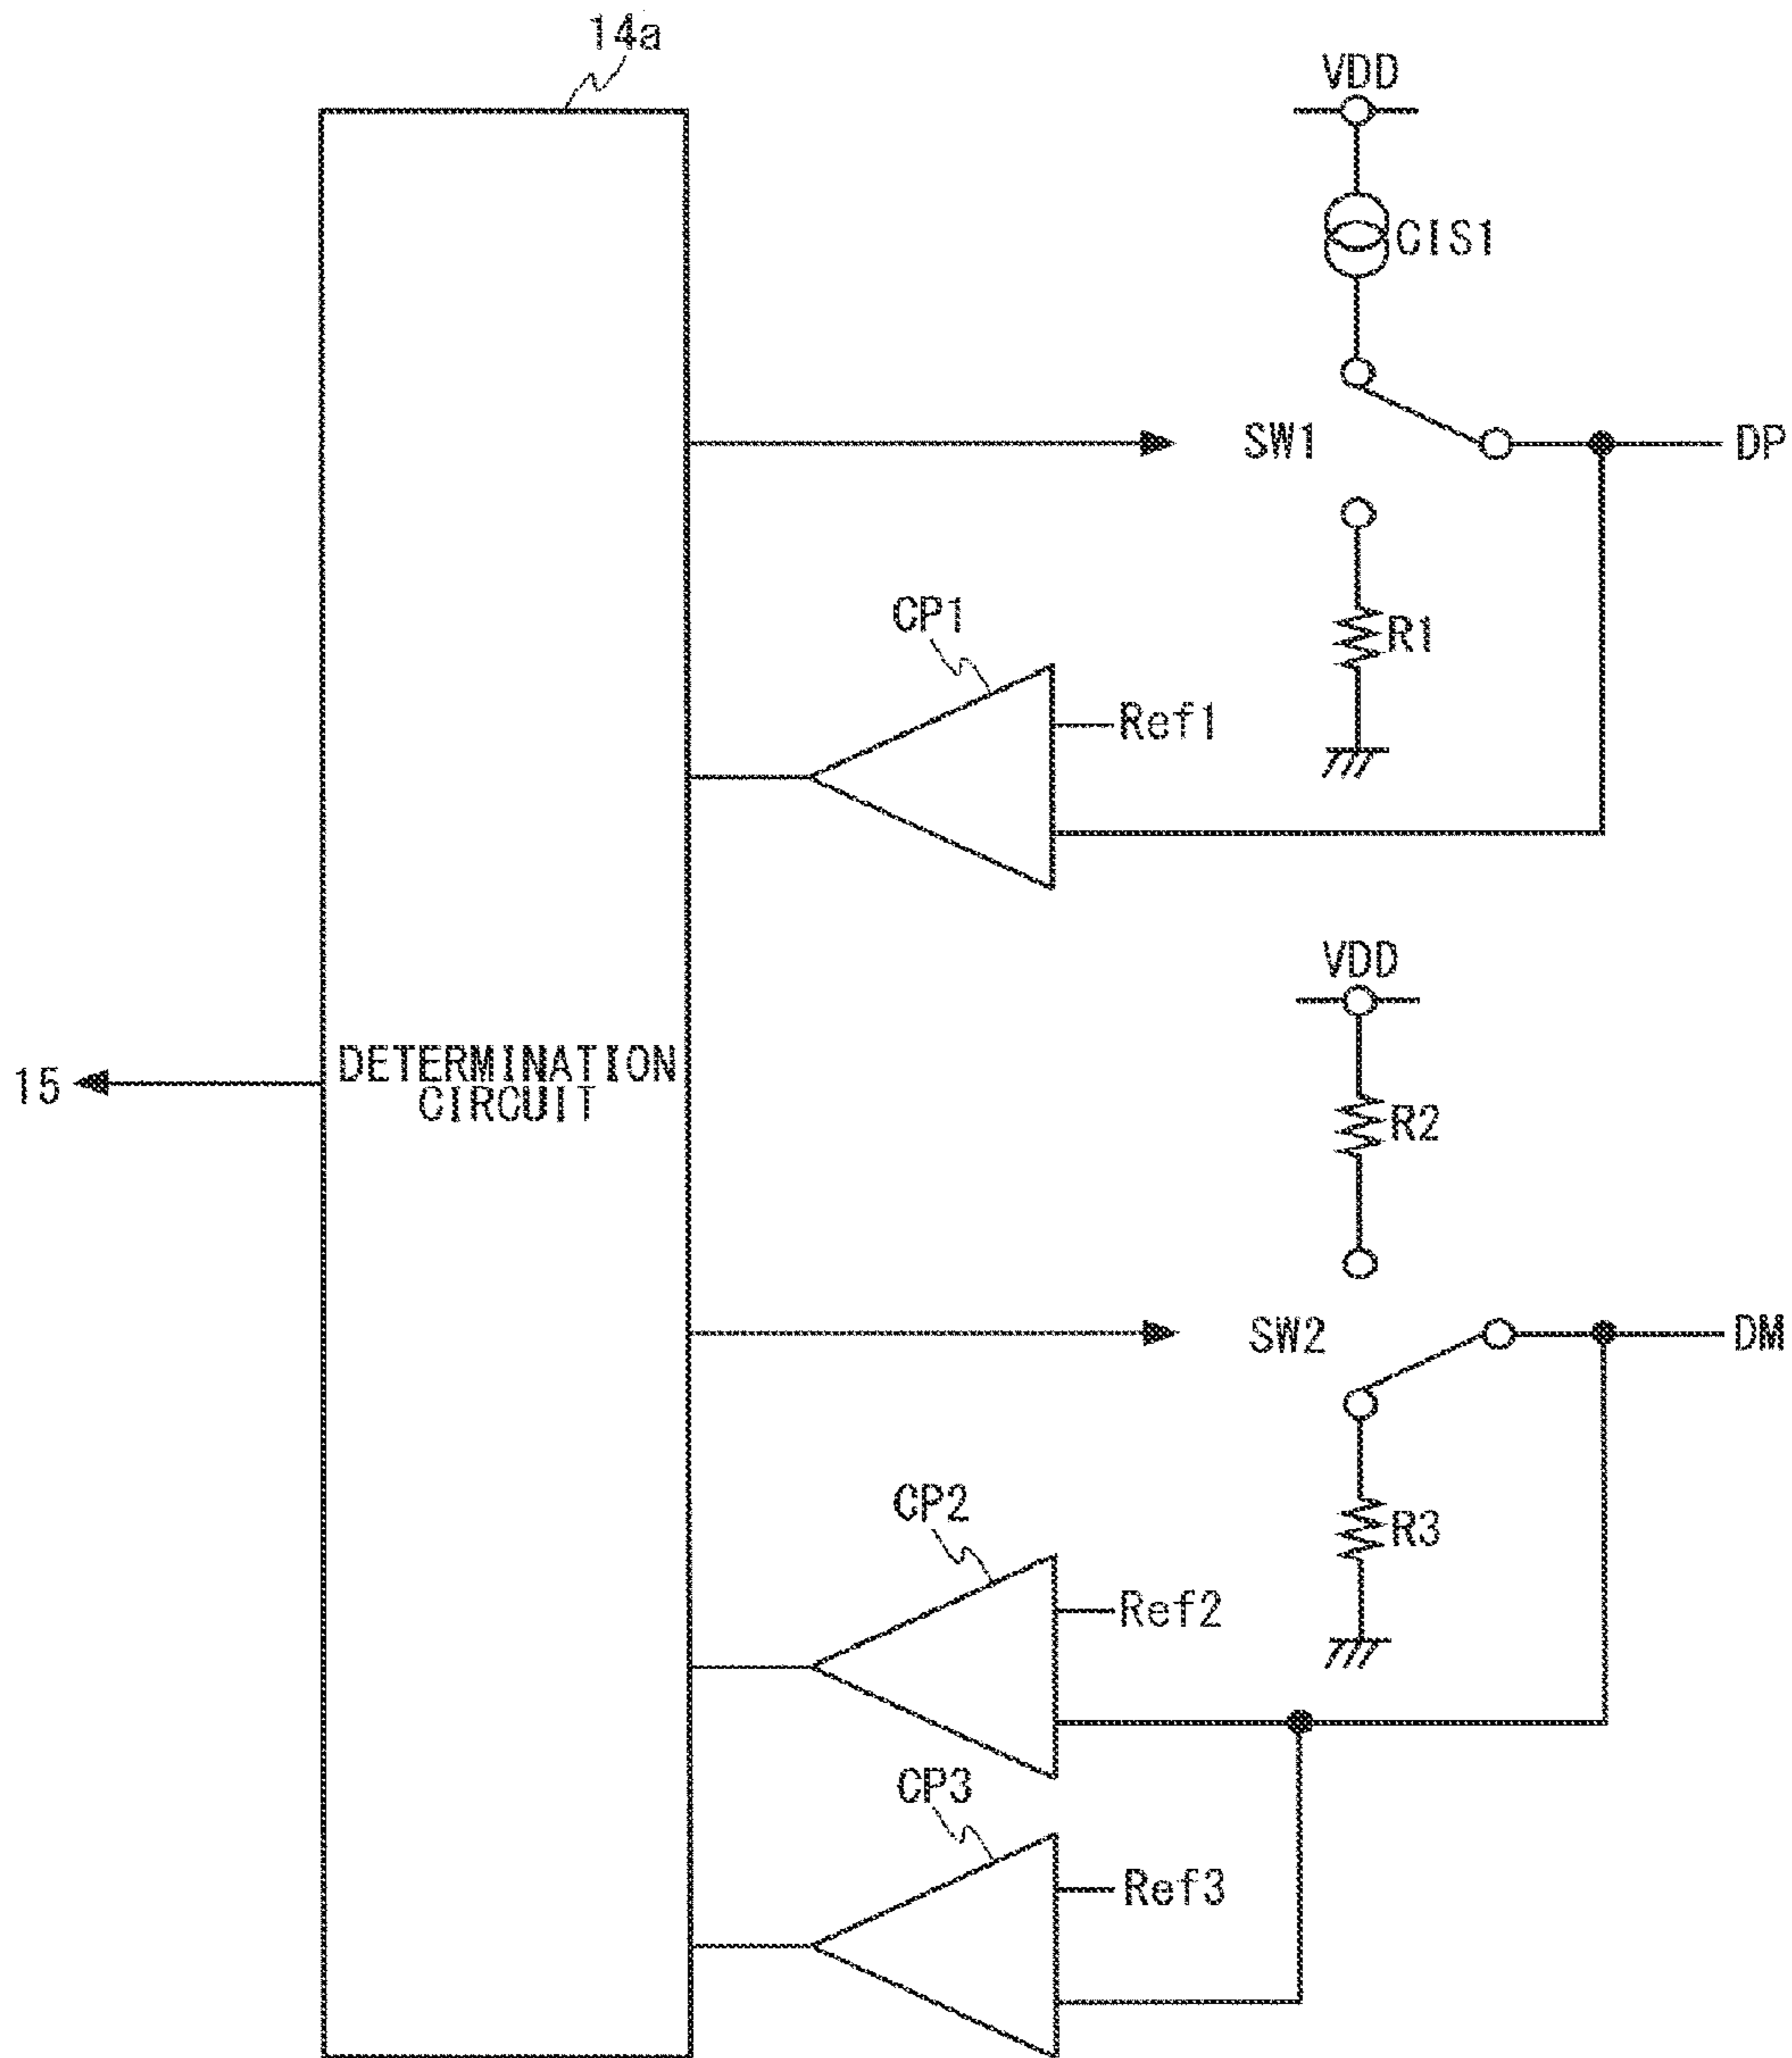 14a
VDD
CIS1
SW1
DP
R1
CP1
Ref1
VDD
15
DETERMINATION
CIRCUIT
R2
SW2
DM
CP2
R3
Ref2
CP3
Ref3